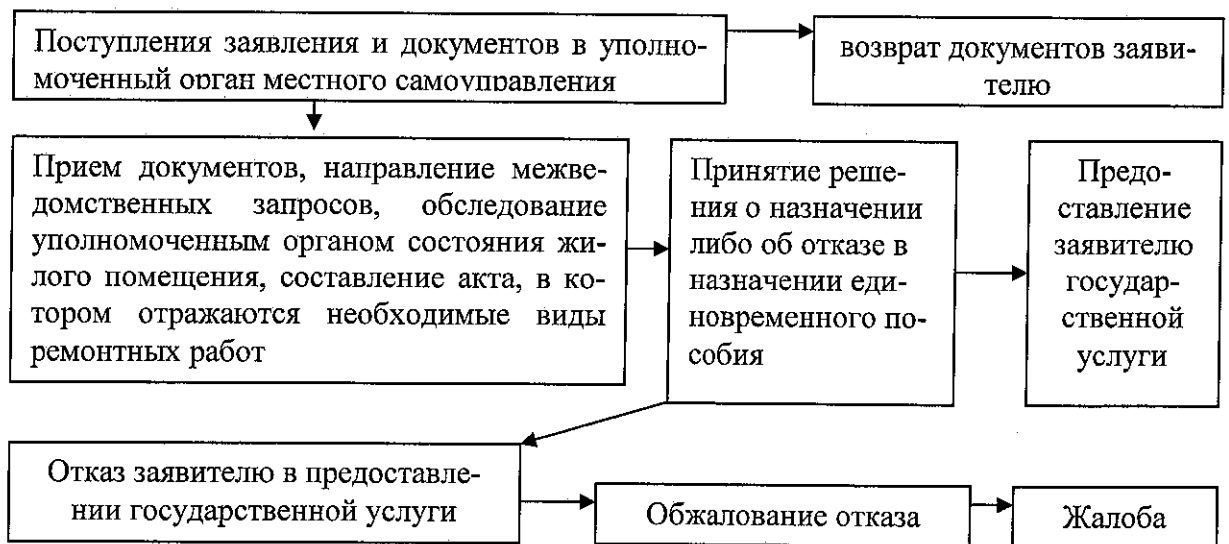 Поступления заявления и документов в уполно-
моченный орган местного самоуправления
возврат документов заяви-
телю
Прием документов, направление межве-
домственных запросов, обследование
уполномоченным органом состояния жи-
лого помещения, составление акта, в ко-
тором отражаются необходимые виды
ремонтных работ
Принятие реше-
ния о назначении
либо об отказе в
назначении еди-
новременного по-
собия
Предо-
ставление
заявителю
государ-
ственной
услуги
Отказ заявителю в предоставле-
нии государственной услуги
Обжалование отказа
Жалоба